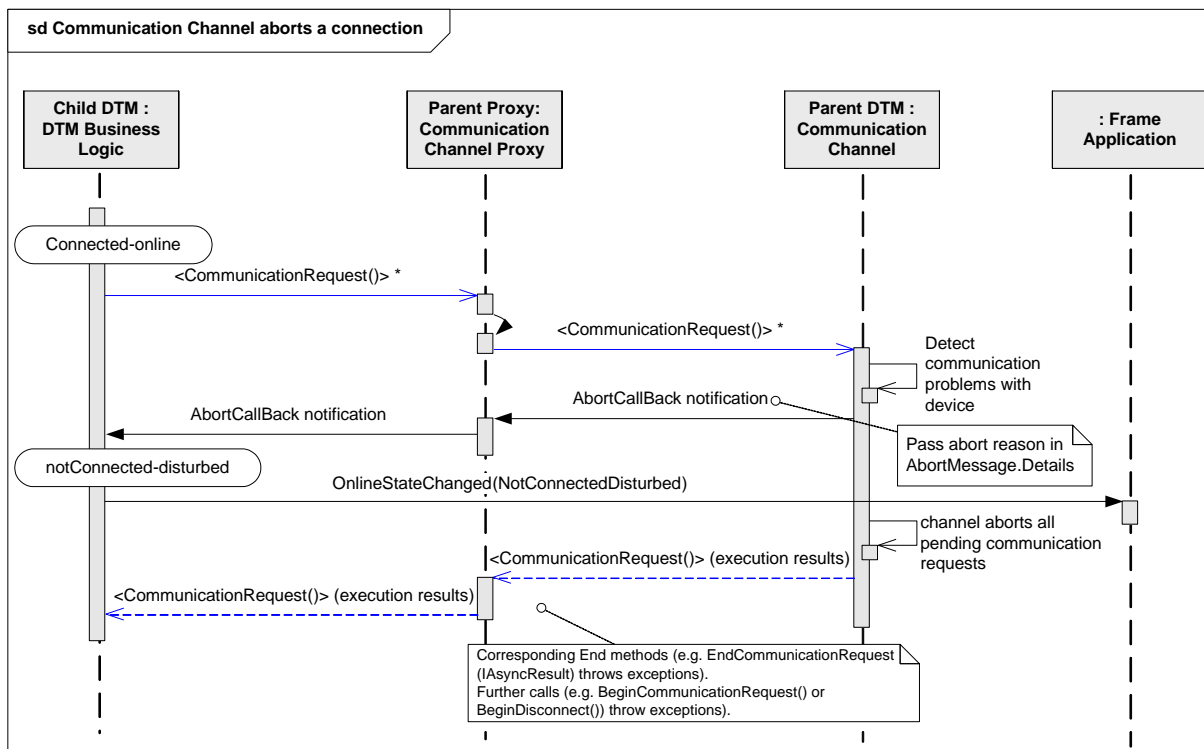 sd Communication Channel aborts a connection
Child DTM :
DTM Business
Logic
Parent Proxy:
Communication
Channel Proxy
Parent DTM :
Communication
Channel
: Frame
Application
Connected-online
<CommunicationRequest()> *
<CommunicationRequest()> *
Detect
communication
problems with
device
AbortCallBack notification
AbortCallBack notification
Pass abort reason in
AbortMessage.Details
notConnected-disturbed
OnlineStateChanged(NotConnectedDisturbed)
channel aborts all
pending communication
requests
<CommunicationRequest()> (execution results)
<CommunicationRequest()> (execution results)
Corresponding End methods (e.g. EndCommunicationRequest
(IAsyncResult) throws exceptions).
Further calls (e.g. BeginCommunicationRequest() or
BeginDisconnect()) throw exceptions).